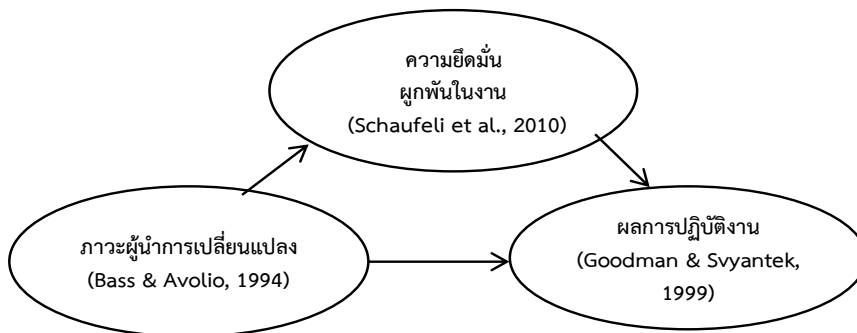 ความยึดมั่น
ผูกพันในงาน
(Schaufeli et al., 2010)
ภาวะผู้นำการเปลี่ยนแปลง
(Bass & Avolio, 1994)
ผลการปฏิบัติงาน
(Goodman & Svyantek,
1999)